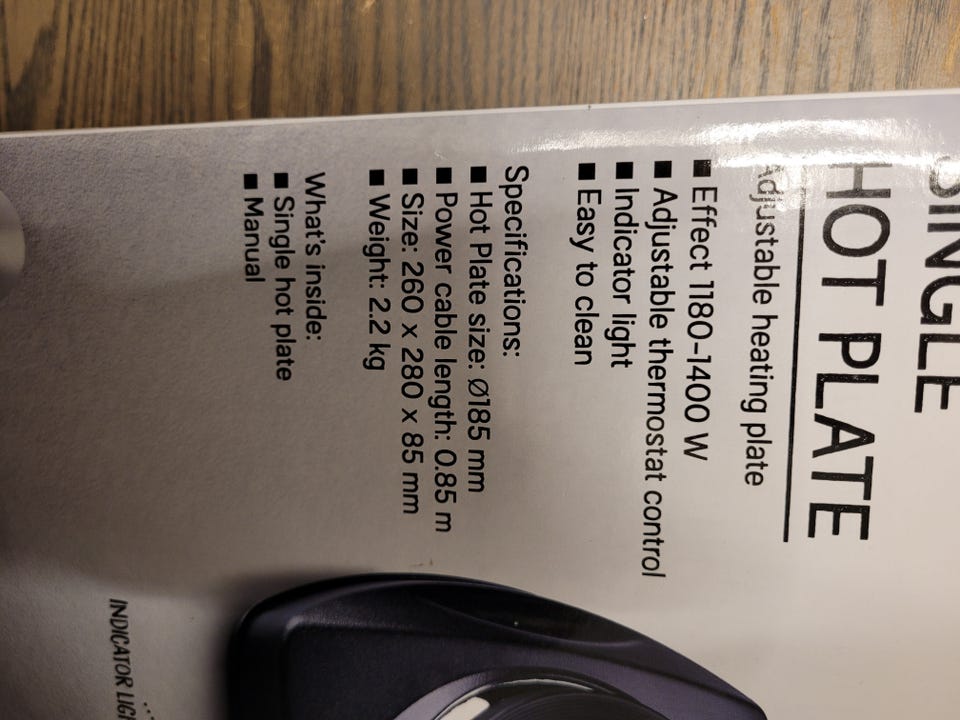 SINGLE
HOT PLATE
Adjustable heating plate
■ Effect 1180-1400 W
■ Adjustable thermostat control
■ Indicator light
■ Easy to clean
Specifications:
■ Hot Plate size: Ø185 mm
■ Power cable length: 0.85 m
■ Size: 260 x 280 x 85 mm
■ Weight: 2.2 kg
What's inside:
■ Single hot plate
■ Manual
INDICATOR LIGH